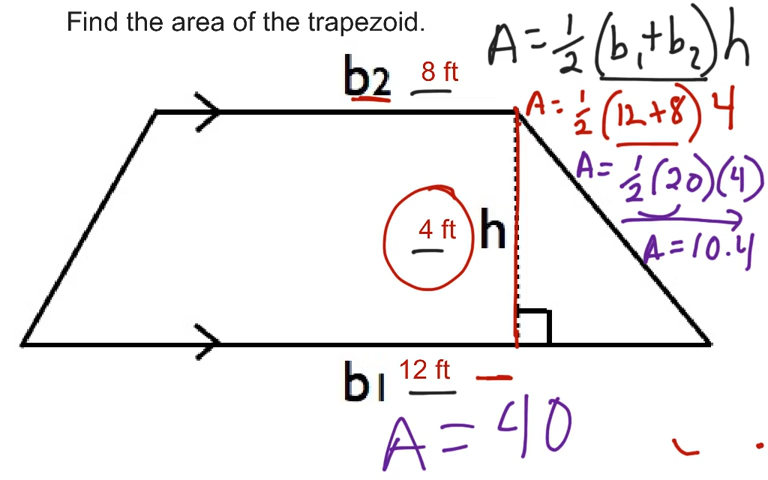 Find the area of the trapezoid.
A = 1/2 (b₁+b₂)h
b2 8 ft
A = 1/2 (12+8) 4
A = 1/2 (20)(4)
4 ft h
A = 10.4
b1 12 ft
A = 40